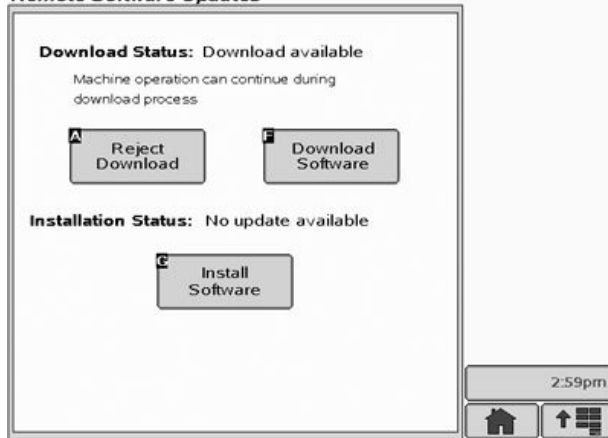 Remote Software Updates
Download Status: Download available
Machine operation can continue during
download process
A
Reject
Download
F
Download
Software
Installation Status: No update available
G
Install
Software
2:59pm